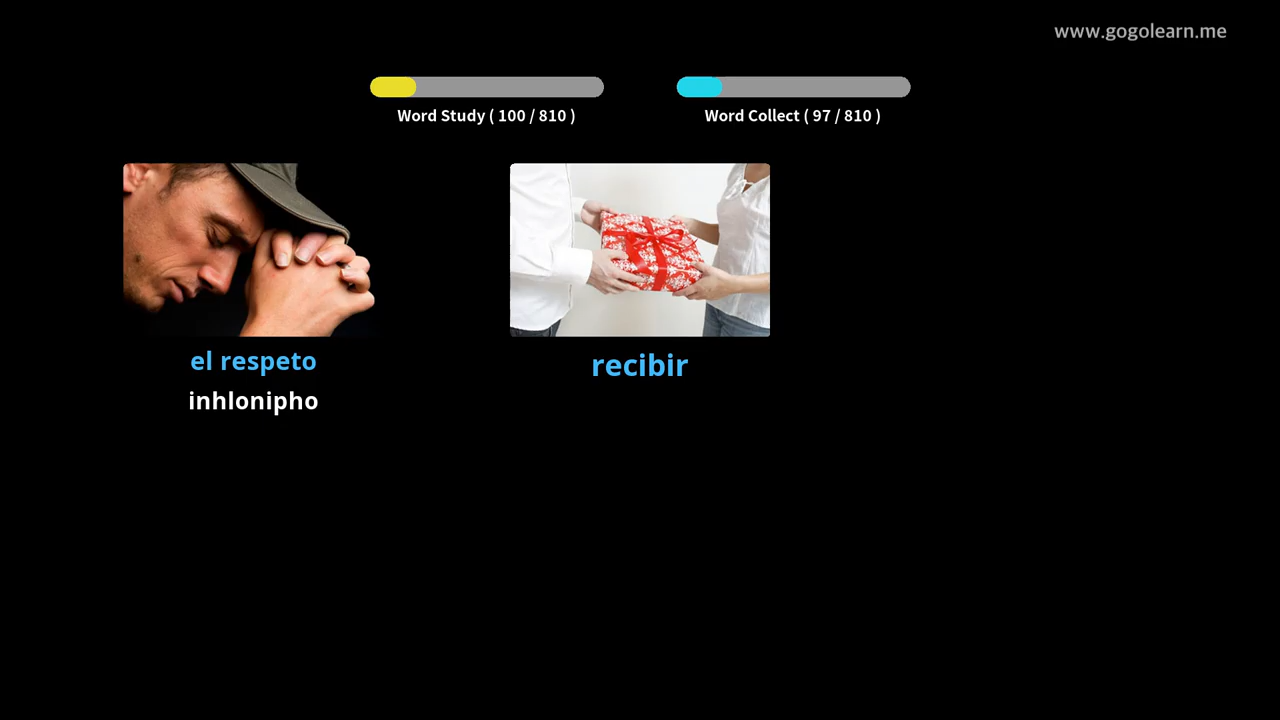 www.gogolearn.me
Word Study ( 100 / 810 )
Word Collect ( 97 / 810 )
el respeto
inhlonipho
recibir